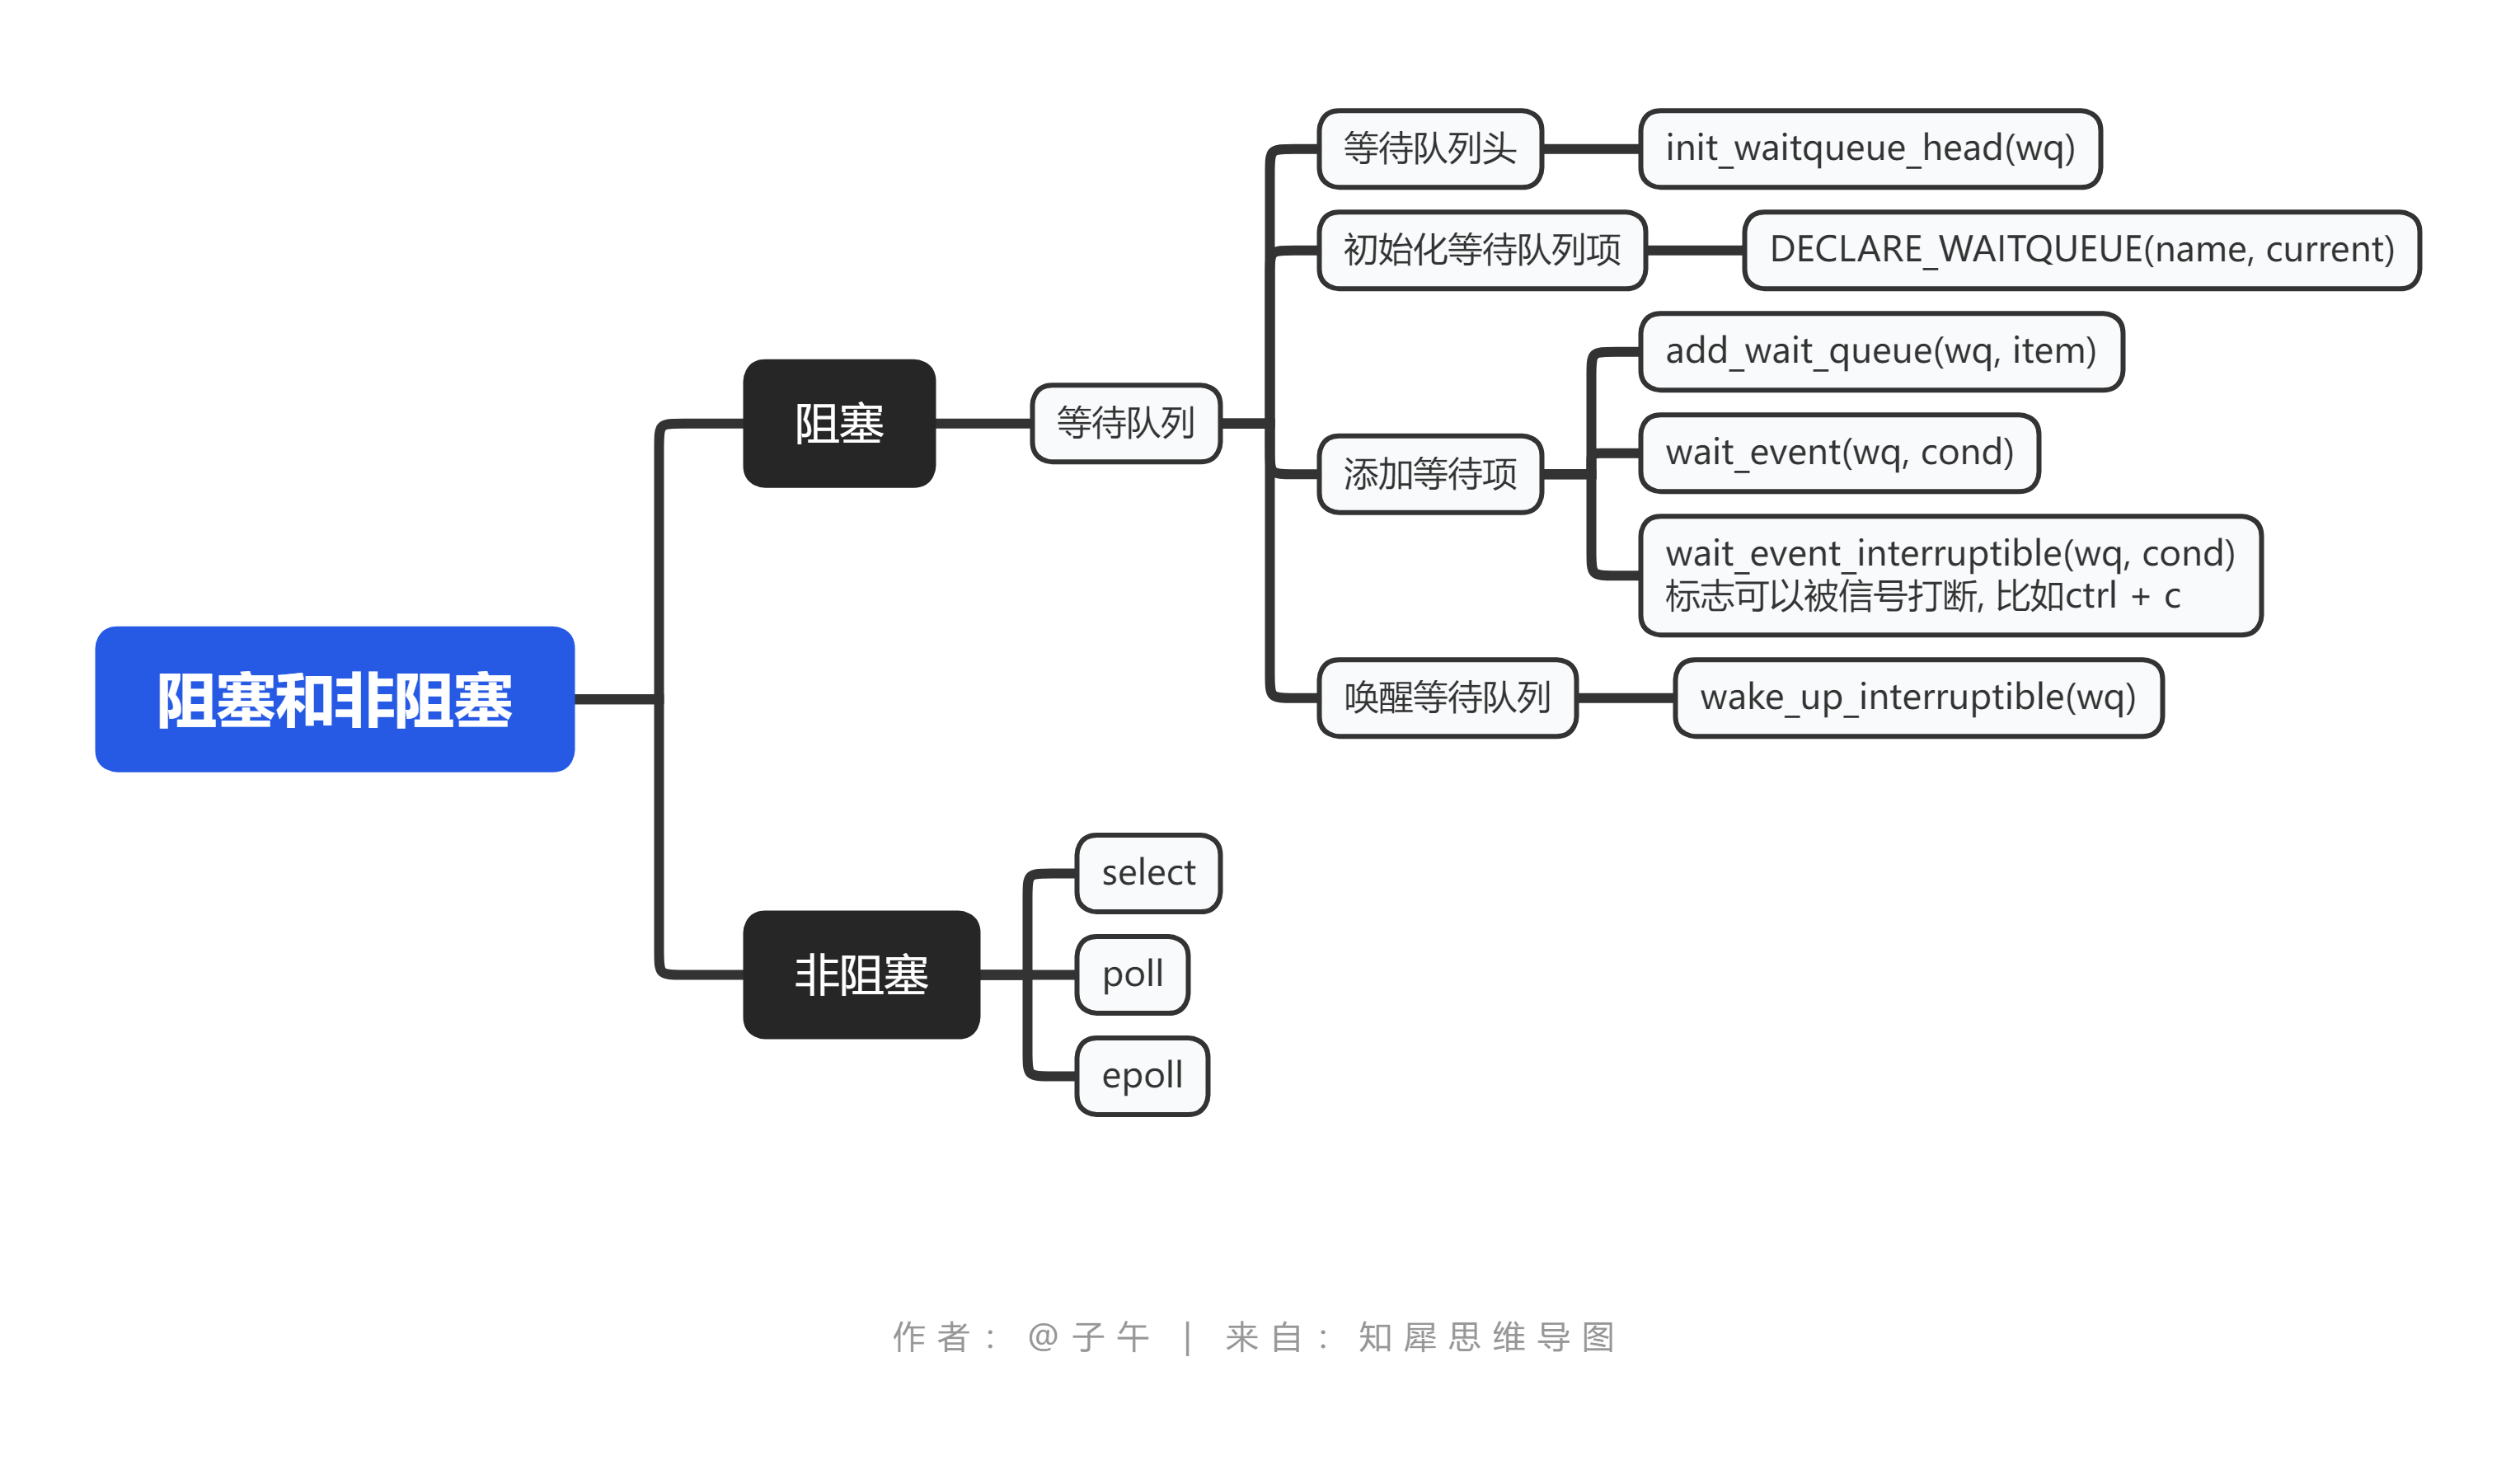 阻塞和非阻塞
阻塞
等待队列
等待队列头
init_waitqueue_head(wq)
初始化等待队列项
DECLARE_WAITQUEUE(name, current)
添加等待项
add_wait_queue(wq, item)
wait_event(wq, cond)
wait_event_interruptible(wq, cond)
标志可以被信号打断, 比如ctrl + c
唤醒等待队列
wake_up_interruptible(wq)
非阻塞
select
poll
epoll
作者：@子午 | 来自：知犀思维导图